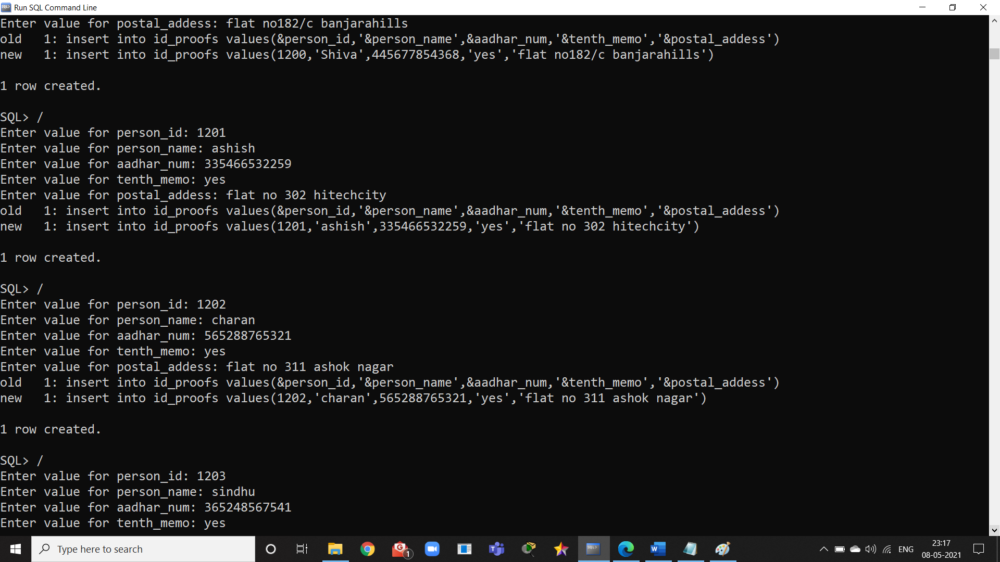 Run SQL Command Line
Enter value for postal_addess: flat no182/c banjarahills
old   1: insert into id_proofs values(&person_id,'&person_name',&aadhar_num,'&tenth_memo','&postal_addess')
new   1: insert into id_proofs values(1200,'Shiva',445677854368,'yes','flat no182/c banjarahills')
1 row created.
SQL> /
Enter value for person_id: 1201
Enter value for person_name: ashish
Enter value for aadhar_num: 335466532259
Enter value for tenth_memo: yes
Enter value for postal_addess: flat no 302 hitechcity
old   1: insert into id_proofs values(&person_id,'&person_name',&aadhar_num,'&tenth_memo','&postal_addess')
new   1: insert into id_proofs values(1201,'ashish',335466532259,'yes','flat no 302 hitechcity')
1 row created.
SQL> /
Enter value for person_id: 1202
Enter value for person_name: charan
Enter value for aadhar_num: 565288765321
Enter value for tenth_memo: yes
Enter value for postal_addess: flat no 311 ashok nagar
old   1: insert into id_proofs values(&person_id,'&person_name',&aadhar_num,'&tenth_memo','&postal_addess')
new   1: insert into id_proofs values(1202,'charan',565288765321,'yes','flat no 311 ashok nagar')
1 row created.
SQL> /
Enter value for person_id: 1203
Enter value for person_name: sindhu
Enter value for aadhar_num: 365248567541
Enter value for tenth_memo: yes
Type here to search
1
ENG
23:17
08-05-2021